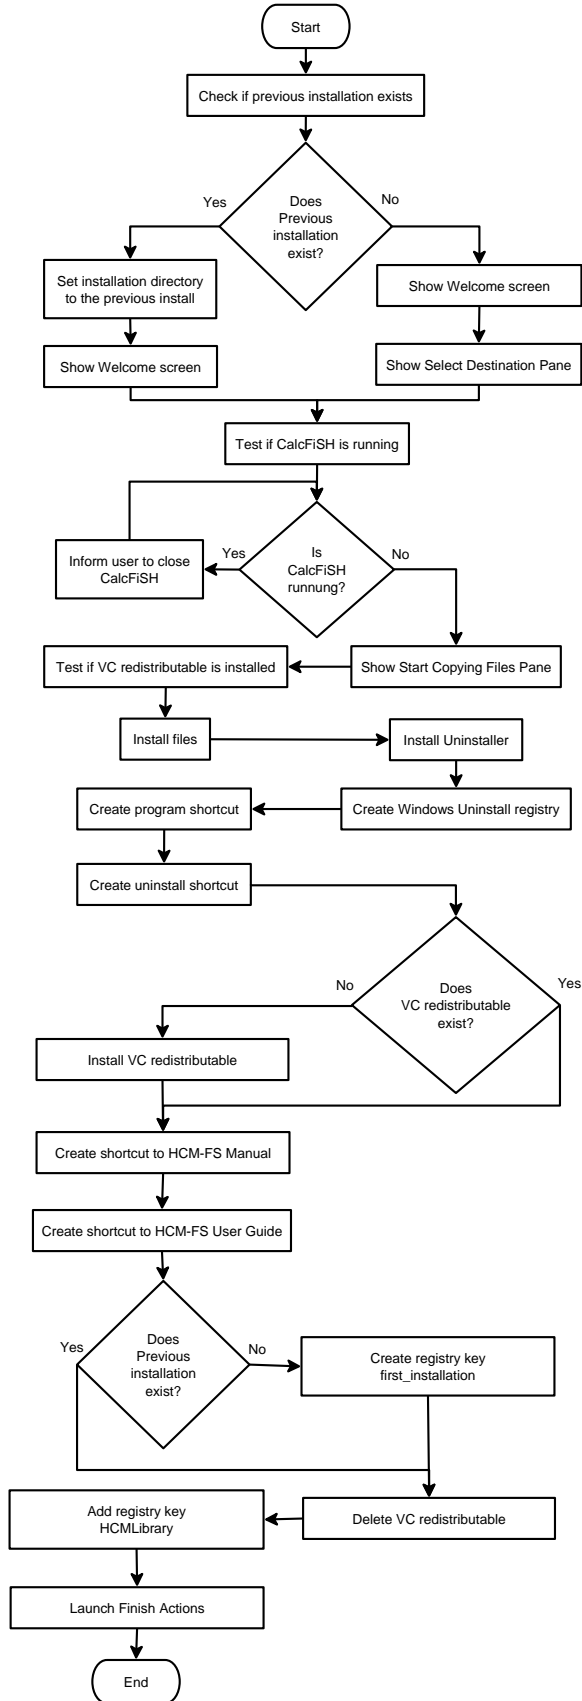 Start
Check if previous installation exists
Yes
No
Does
Previous
installation
exist?
Set installation directory
to the previous install
Show Welcome screen
Show Welcome screen
Show Select Destination Pane
Test if CalcFiSH is running
Inform user to close
CalcFiSH
Yes
Is
CalcFiSH
runnung?
No
Test if VC redistributable is installed
Show Start Copying Files Pane
Install files
Install Uninstaller
Create program shortcut
Create Windows Uninstall registry
Create uninstall shortcut
No
Does
VC redistributable
exist?
Yes
Install VC redistributable
Create shortcut to HCM-FS Manual
Create shortcut to HCM-FS User Guide
Yes
Does
Previous
installation
exist?
No
Create registry key
first_installation
Add registry key
HCMLibrary
Delete VC redistributable
Launch Finish Actions
End